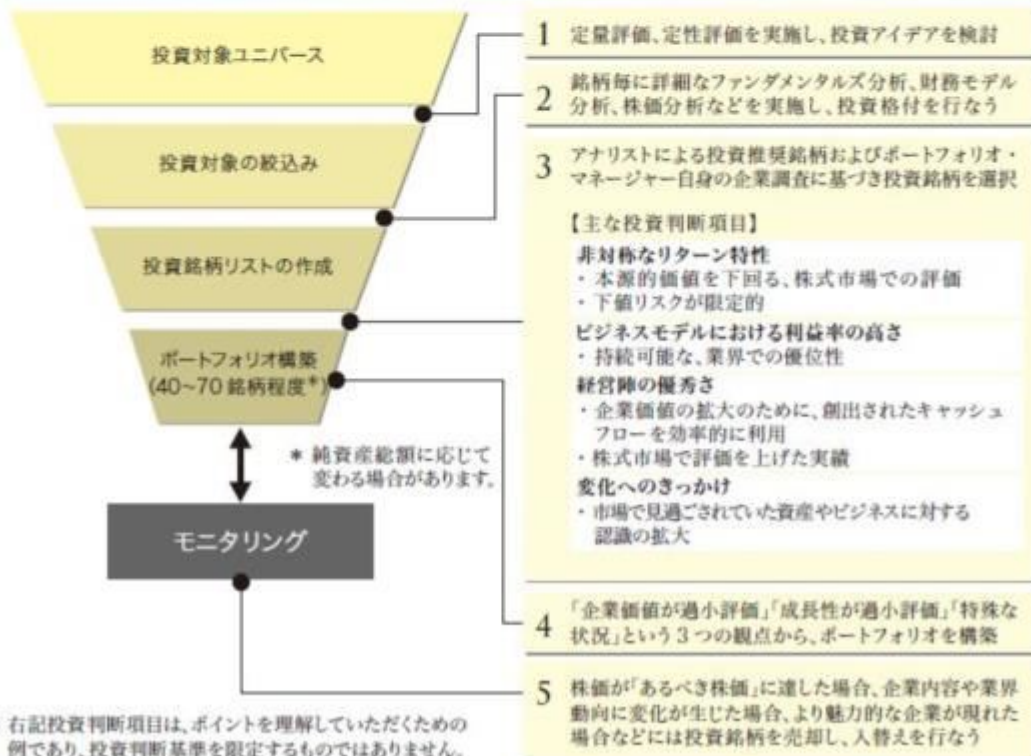 投資対象ユニバース
投資対象の絞込み
投資銘柄リストの作成
ポートフォリオ構築
(40~70 銘柄程度*)
* 純資産総額に応じて
変わる場合があります。
モニタリング
右記投資判断項目は、ポイントを理解していただくための
例であり、投資判断基準を限定するものではありません。
1 定量評価、定性評価を実施し、投資アイデアを検討
2 銘柄毎に詳細なファンダメンタルズ分析、財務モデル
分析、株価分析などを実施し、投資格付を行なう
3 アナリストによる投資推奨銘柄およびポートフォリオ・
マネージャー自身の企業調査に基づき投資銘柄を選択
【主な投資判断項目】
非対称なリターン特性
・本源的価値を下回る、株式市場での評価
・下値リスクが限定的
ビジネスモデルにおける利益率の高さ
・持続可能な、業界での優位性
経営陣の優秀さ
・企業価値の拡大のために、創出されたキャッシュ
フローを効率的に利用
・株式市場で評価を上げた実績
変化へのきっかけ
・市場で見過ごされていた資産やビジネスに対する
認識の拡大
4 「企業価値が過小評価」「成長性が過小評価」「特殊な
状況」という3つの観点から、ポートフォリオを構築
5 株価が「あるべき株価」に達した場合、企業内容や業界
動向に変化が生じた場合、より魅力的な企業が現れた
場合などには投資銘柄を売却し、入替えを行なう